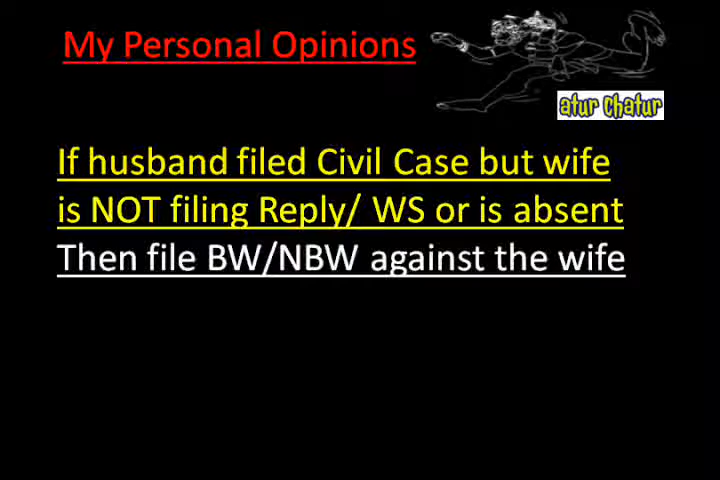 My Personal Opinions
atur chatur
If husband filed Civil Case but wife
is NOT filing Reply/ WS or is absent
Then file BW/NBW against the wife